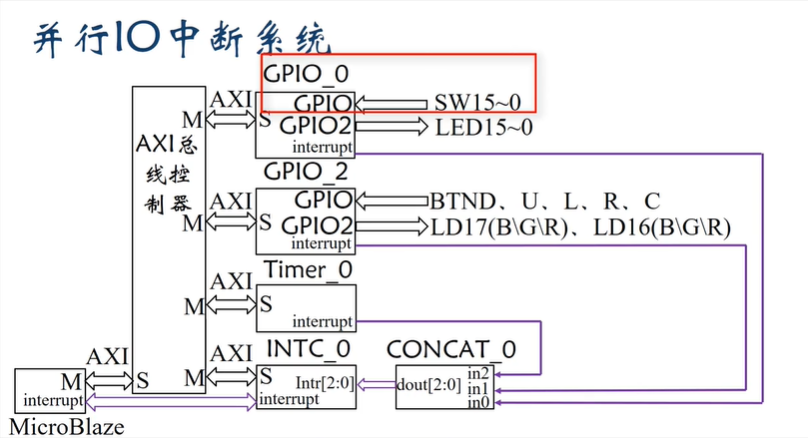 并行IO中断系统
GPIO_0
AXI
GPIO
SW15~0
M
S
GPIO2
LED15~0
interrupt
AXI总
线控
制器
GPIO_2
AXI
GPIO
BTND、U、L、R、C
M
S
GPIO2
LD17(B\G\R)、LD16(B\G\R)
interrupt
Timer_0
AXI
M
S
interrupt
INTC_0
CONCAT_0
AXI
AXI
M
S
M
S
Intr[2:0]
dout[2:0]
in2
in1
in0
interrupt
interrupt
MicroBlaze